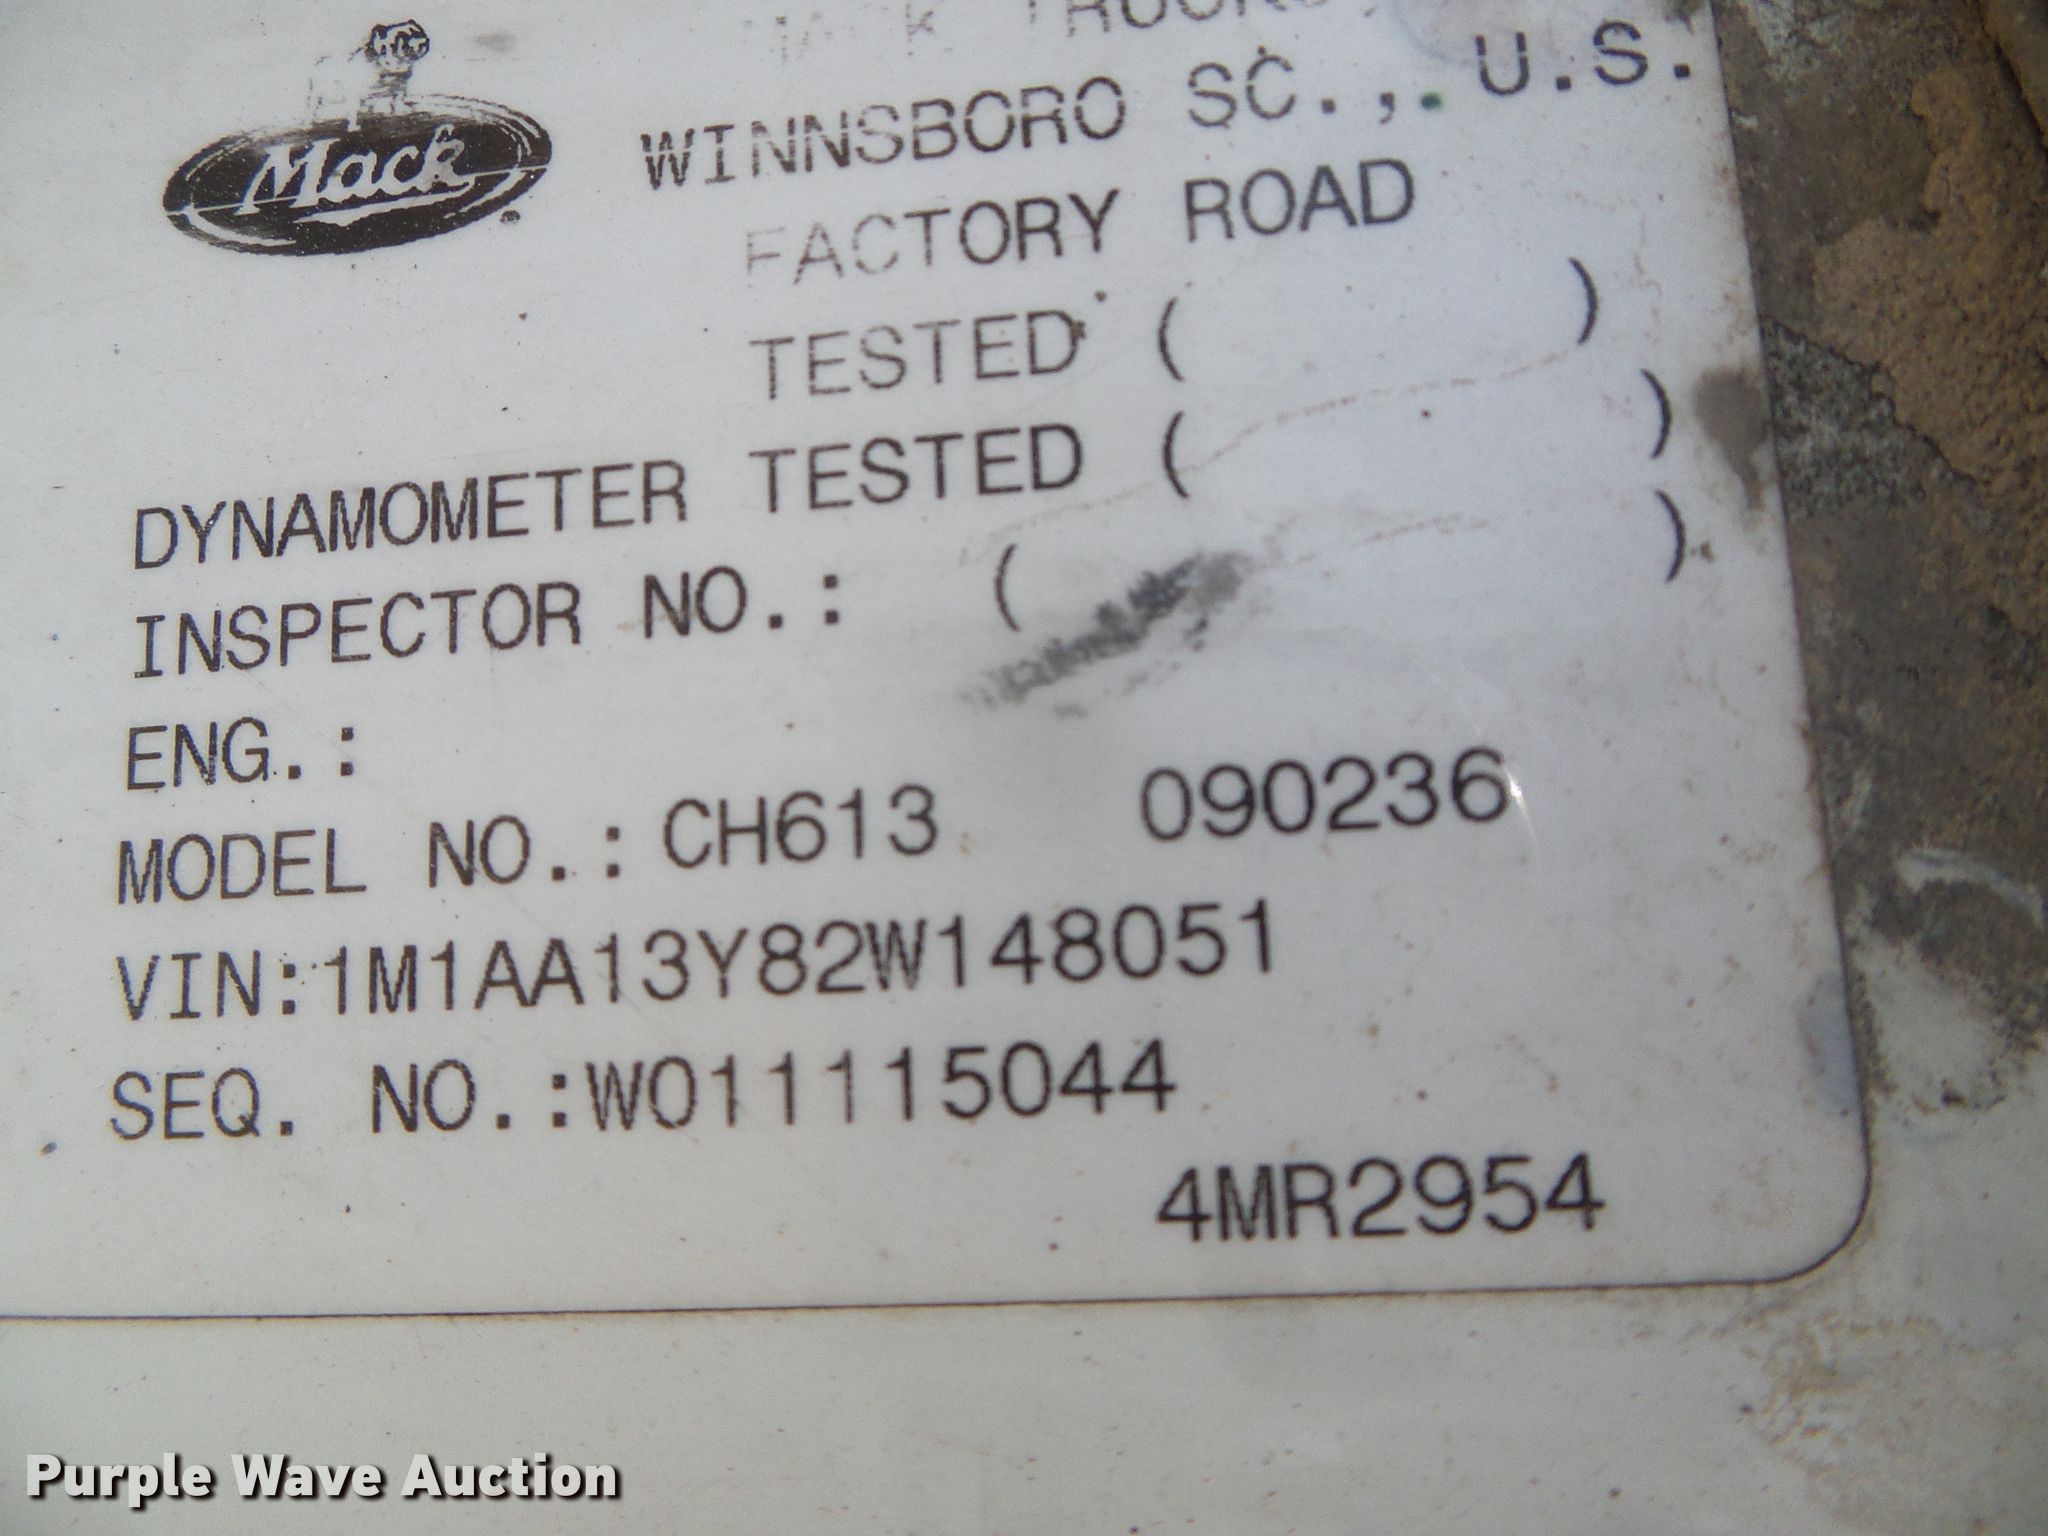 TRUCKS
Mack
WINNSBORO SC.,. U.S.
FACTORY ROAD
TESTED ( )
DYNAMOMETER TESTED ( )
INSPECTOR NO.: ( )
ENG.:
MODEL NO.:CH613 090236
VIN:1M1AA13Y82W148051
SEQ. NO.:W011115044
4MR2954
Purple Wave Auction